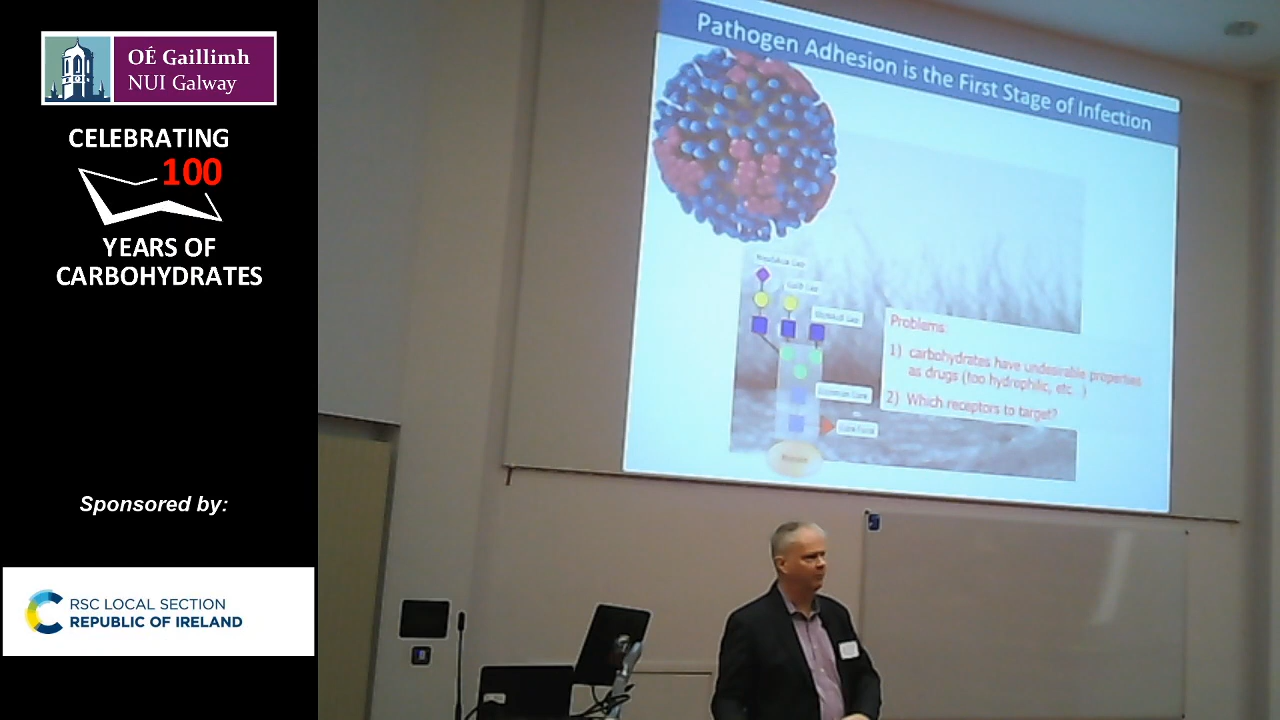 OÉ Gaillimh
NUI Galway
CELEBRATING
100
YEARS OF
CARBOHYDRATES
Sponsored by:
RSC LOCAL SECTION
REPUBLIC OF IRELAND
Pathogen Adhesion is the First Stage of Infection
Problems:
1) carbohydrates have undesirable properties
as drugs (too hydrophilic, etc. )
2) Which receptors to target?